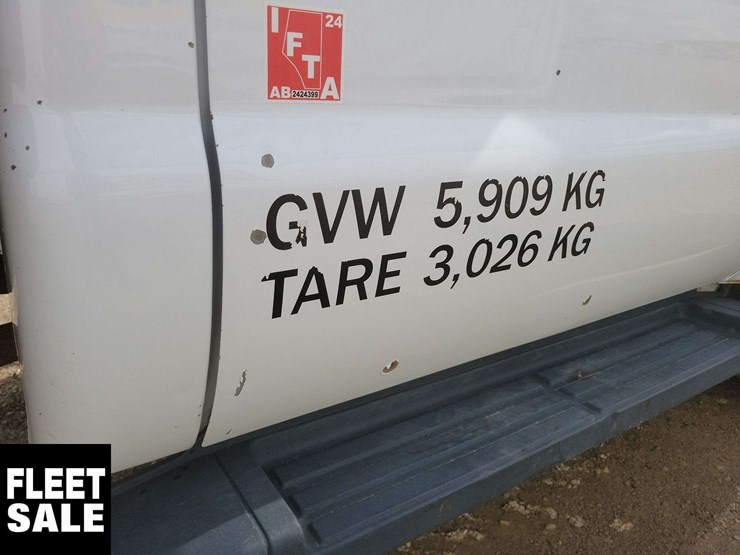 I 24
F
T
AB 2424399 A
GVW 5,909 KG
TARE 3,026 KG
FLEET
SALE